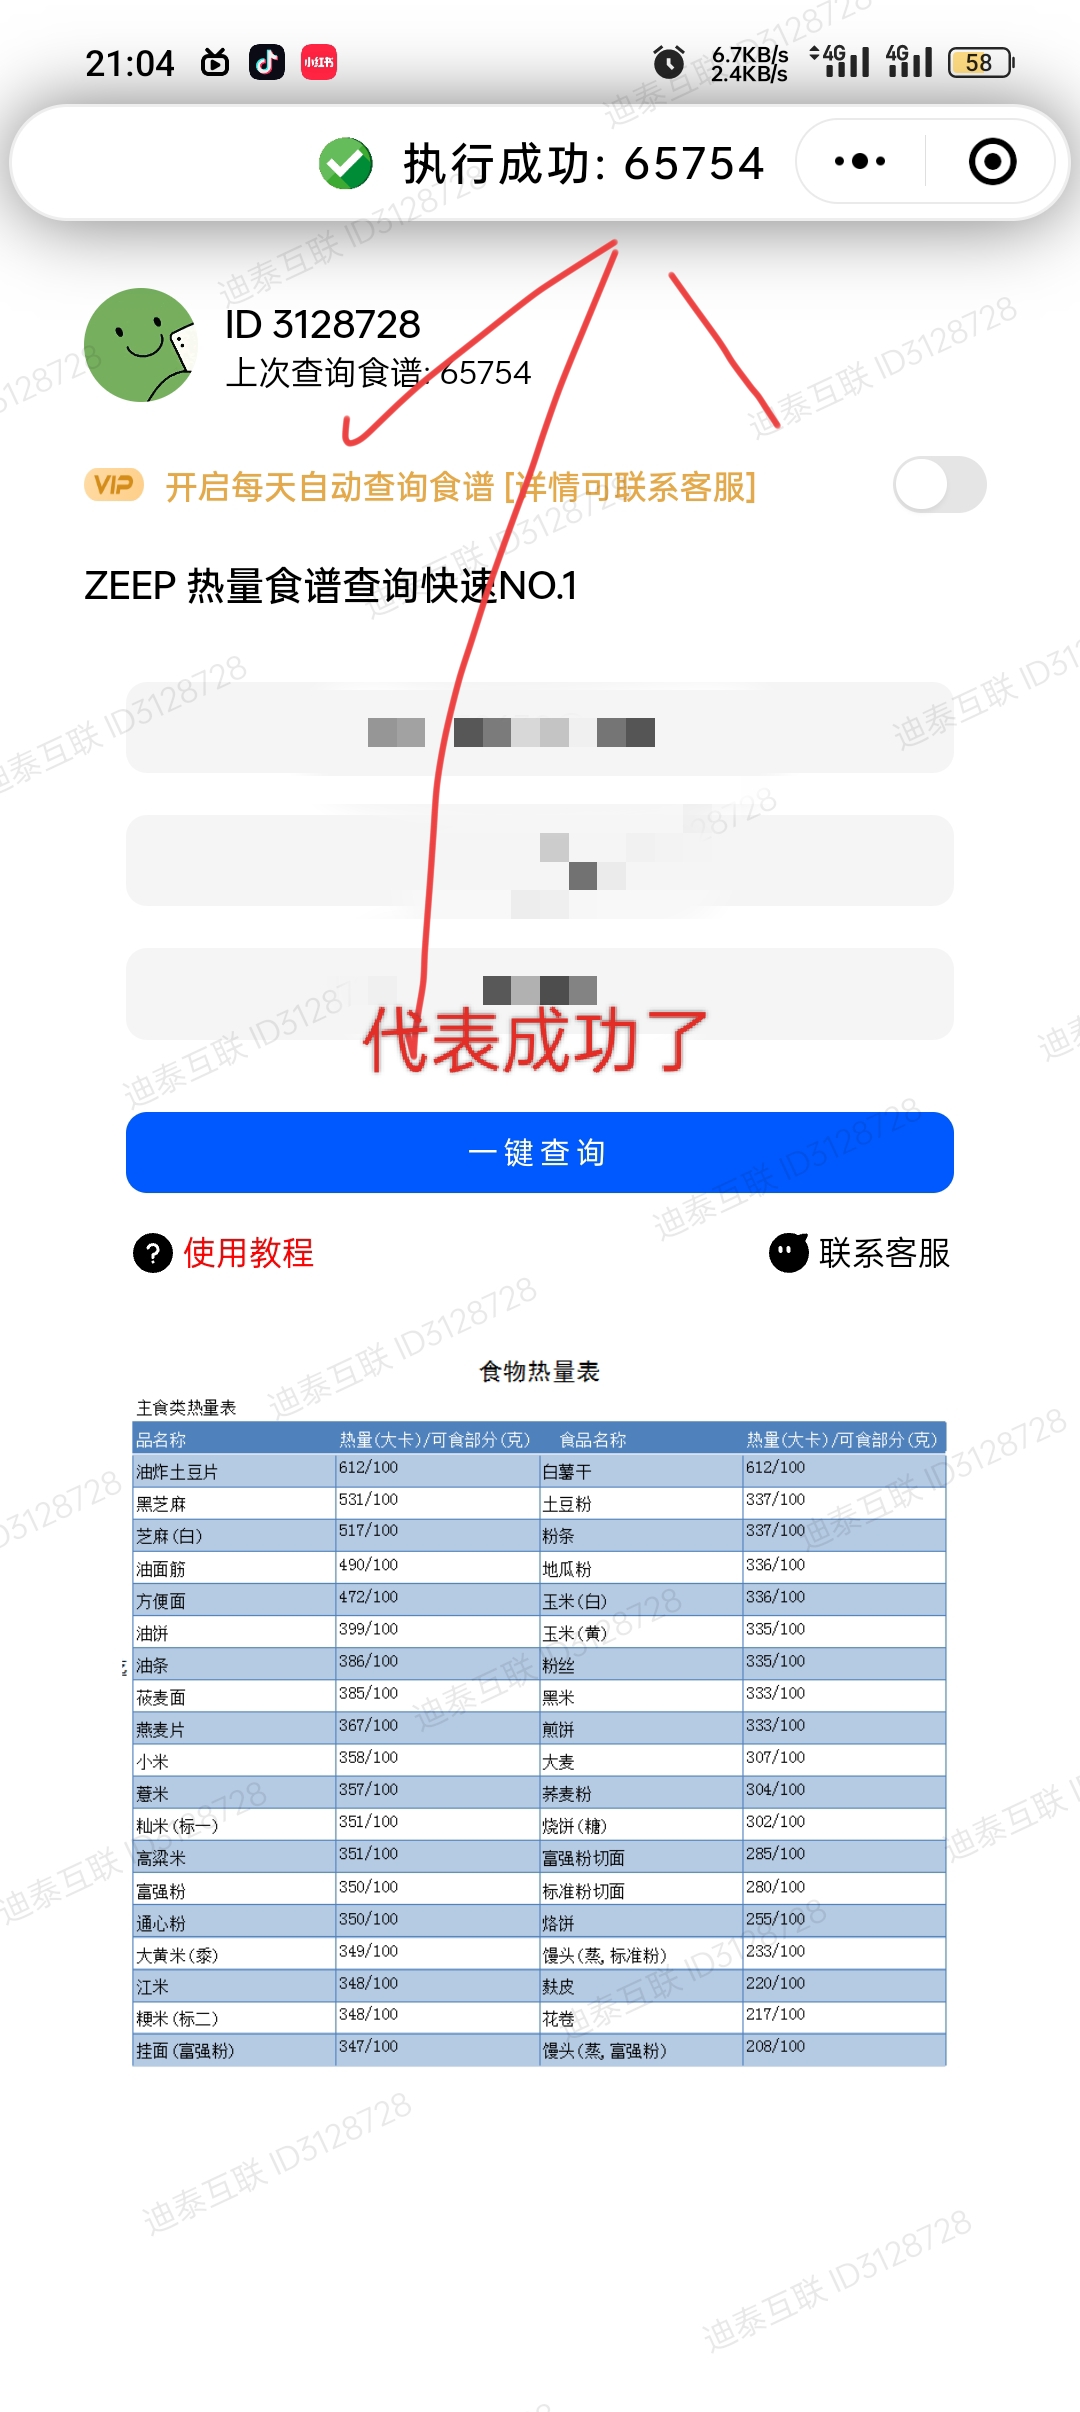 21:04 小红书 6.7KB/s 2.4KB/s 4G 4G 58
执行成功: 65754
ID 3128728
上次查询食谱: 65754
VIP 开启每天自动查询食谱 [详情可联系客服]
ZEEP 热量食谱查询快速NO.1
代表成功了
一键查询
? 使用教程 联系客服
食物热量表
主食类热量表
品名称 热量(大卡)/可食部分(克) 食品名称 热量(大卡)/可食部分(克)
油炸土豆片 612/100 白薯干 612/100
黑芝麻 531/100 土豆粉 337/100
芝麻(白) 517/100 粉条 337/100
油面筋 490/100 地瓜粉 336/100
方便面 472/100 玉米(白) 336/100
油饼 399/100 玉米(黄) 335/100
油条 386/100 粉丝 335/100
莜麦面 385/100 黑米 333/100
燕麦片 367/100 煎饼 333/100
小米 358/100 大麦 307/100
薏米 357/100 荞麦粉 304/100
籼米(标一) 351/100 烧饼(糖) 302/100
高粱米 351/100 富强粉切面 285/100
富强粉 350/100 标准粉切面 280/100
通心粉 350/100 烙饼 255/100
大黄米(黍) 349/100 馒头(蒸,标准粉) 233/100
江米 348/100 麸皮 220/100
粳米(标二) 348/100 花卷 217/100
挂面(富强粉) 347/100 馒头(蒸,富强粉) 208/100
迪泰互联 ID3128728